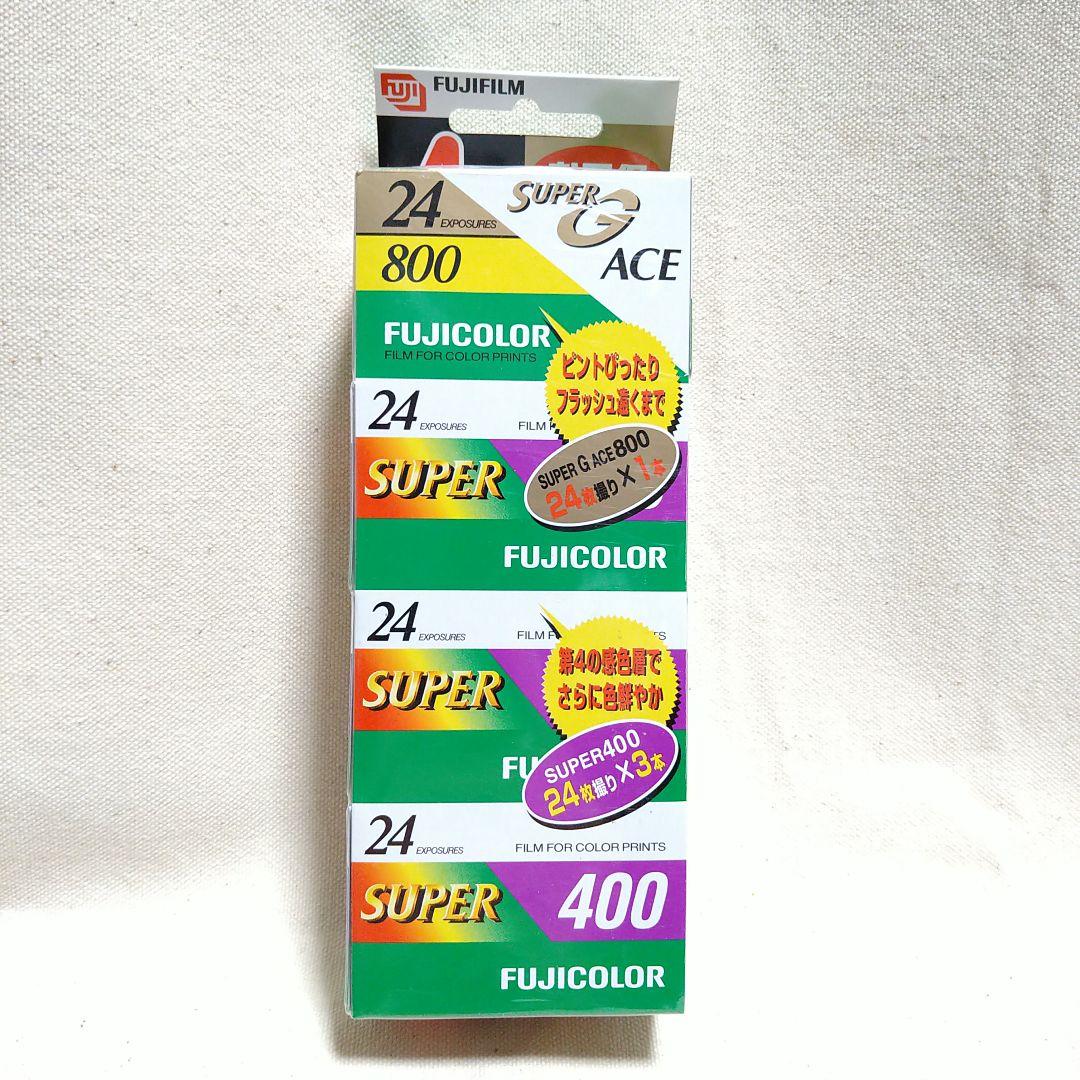 FUJI FUJIFILM
24 EXPOSURES
SUPER G
ACE
800
FUJICOLOR
FILM FOR COLOR PRINTS
ピントぴったり
フラッシュ遠くまで
24 EXPOSURES
FILM
SUPER
SUPER G ACE 800
24枚撮り×1本
FUJICOLOR
24 EXPOSURES
FILM
第4の感色層で
さらに色鮮やか
SUPER
SUPER400
24枚撮り×3本
24 EXPOSURES
FILM FOR COLOR PRINTS
SUPER 400
FUJICOLOR